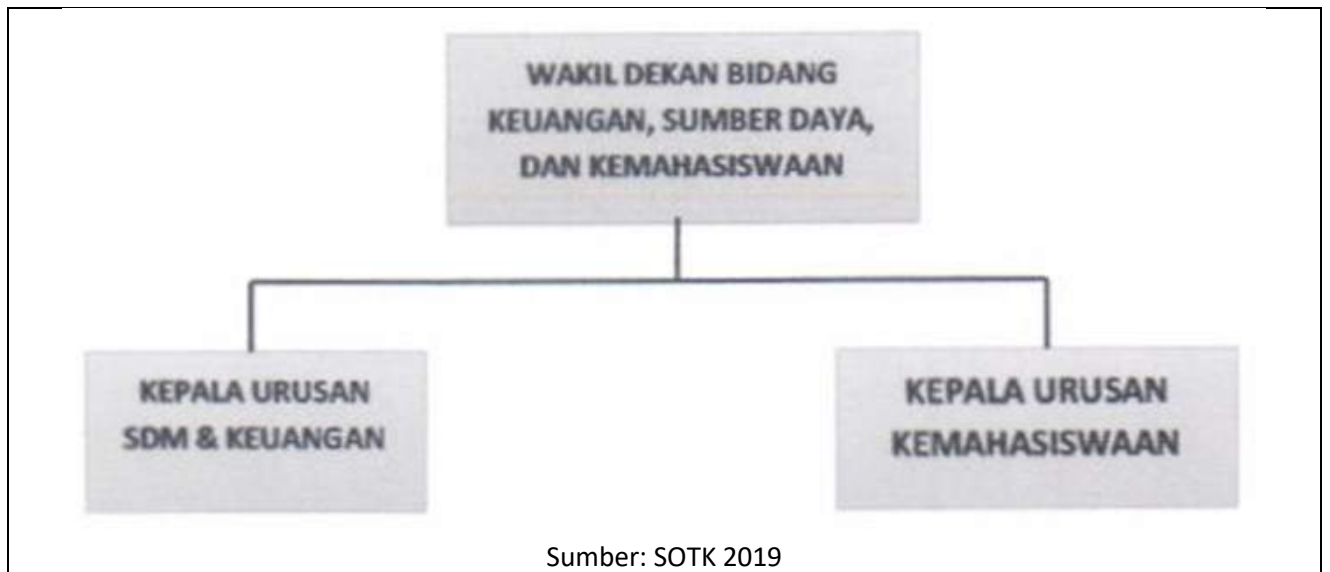 WAKIL DEKAN BIDANG
KEUANGAN, SUMBER DAYA,
DAN KEMAHASISWAAN
KEPALA URUSAN
SDM & KEUANGAN
KEPALA URUSAN
KEMAHASISWAAN
Sumber: SOTK 2019